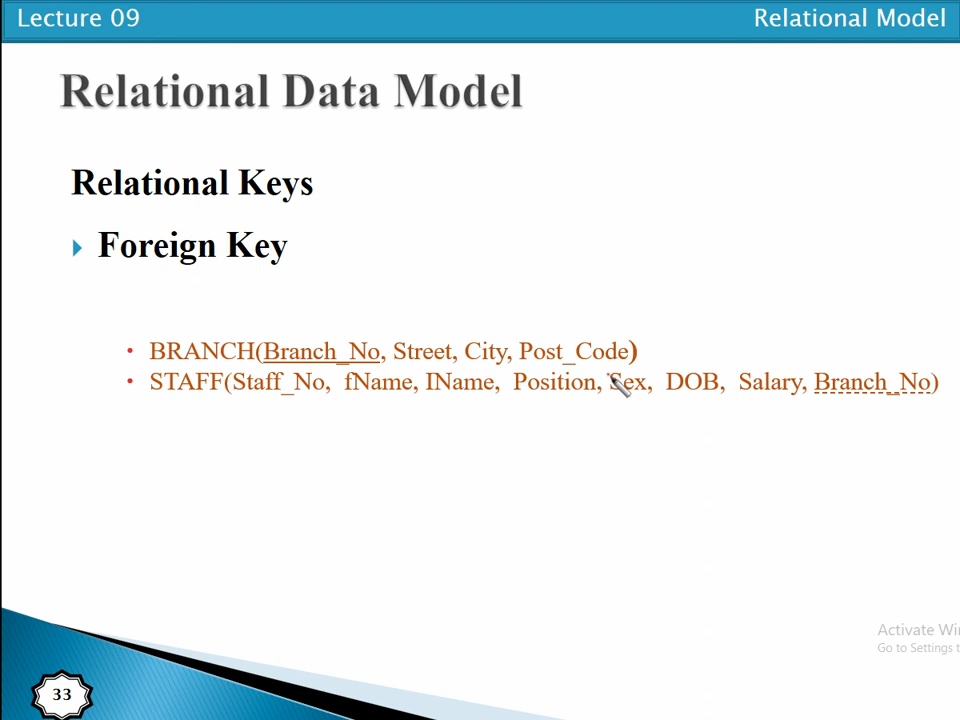 Lecture 09
Relational Model
Relational Data Model
Relational Keys
Foreign Key
• BRANCH(Branch_No, Street, City, Post_Code)
• STAFF(Staff_No, fName, IName, Position, Sex, DOB, Salary, Branch_No)
Activate Wi
Go to Settings t
33